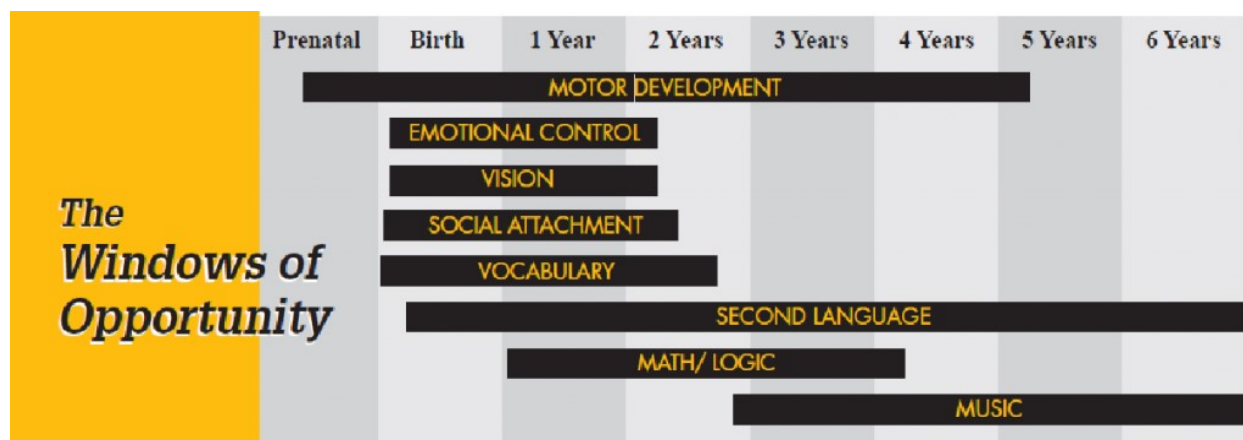 Prenatal Birth 1 Year 2 Years 3 Years 4 Years 5 Years 6 Years
MOTOR DEVELOPMENT
EMOTIONAL CONTROL
VISION
SOCIAL ATTACHMENT
VOCABULARY
SECOND LANGUAGE
MATH/ LOGIC
MUSIC
The
Windows of
Opportunity